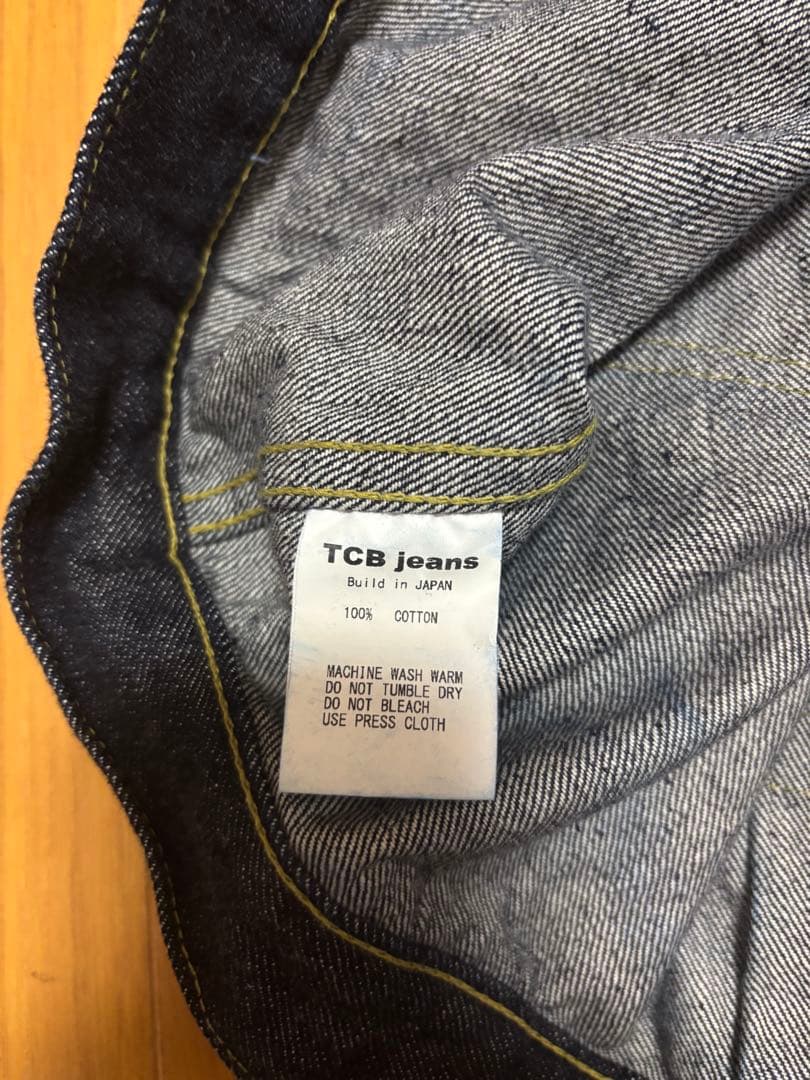 TCB jeans
Build in JAPAN
100% COTTON
MACHINE WASH WARM
DO NOT TUMBLE DRY
DO NOT BLEACH
USE PRESS CLOTH